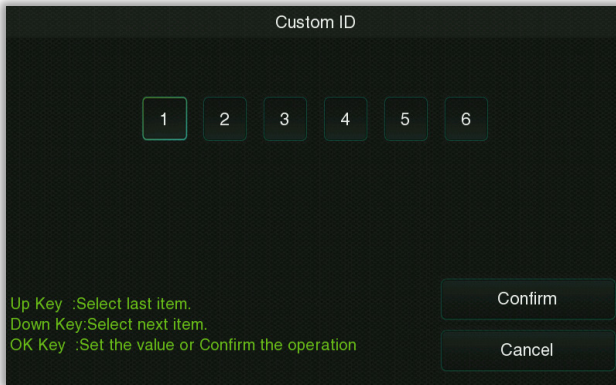 Custom ID
1 2 3 4 5 6
Up Key :Select last item.
Down Key:Select next item.
OK Key :Set the value or Confirm the operation
Confirm
Cancel